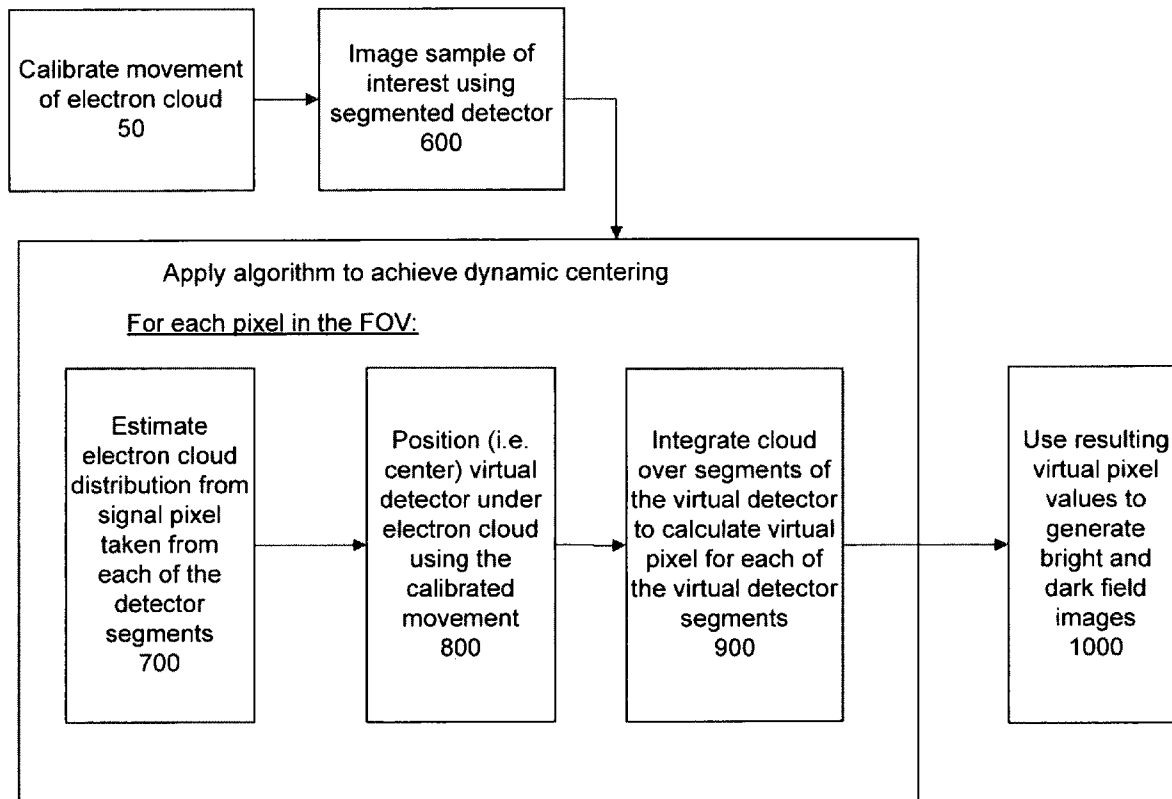 Calibrate movement
of electron cloud
50
Image sample of
interest using
segmented detector
600
Apply algorithm to achieve dynamic centering
For each pixel in the FOV:
Estimate
electron cloud
distribution from
signal pixel
taken from
each of the
detector
segments
700
Position (i.e.
center) virtual
detector under
electron cloud
using the
calibrated
movement
800
Integrate cloud
over segments of
the virtual detector
to calculate virtual
pixel for each of
the virtual detector
segments
900
Use resulting
virtual pixel
values to
generate
bright and
dark field
images
1000